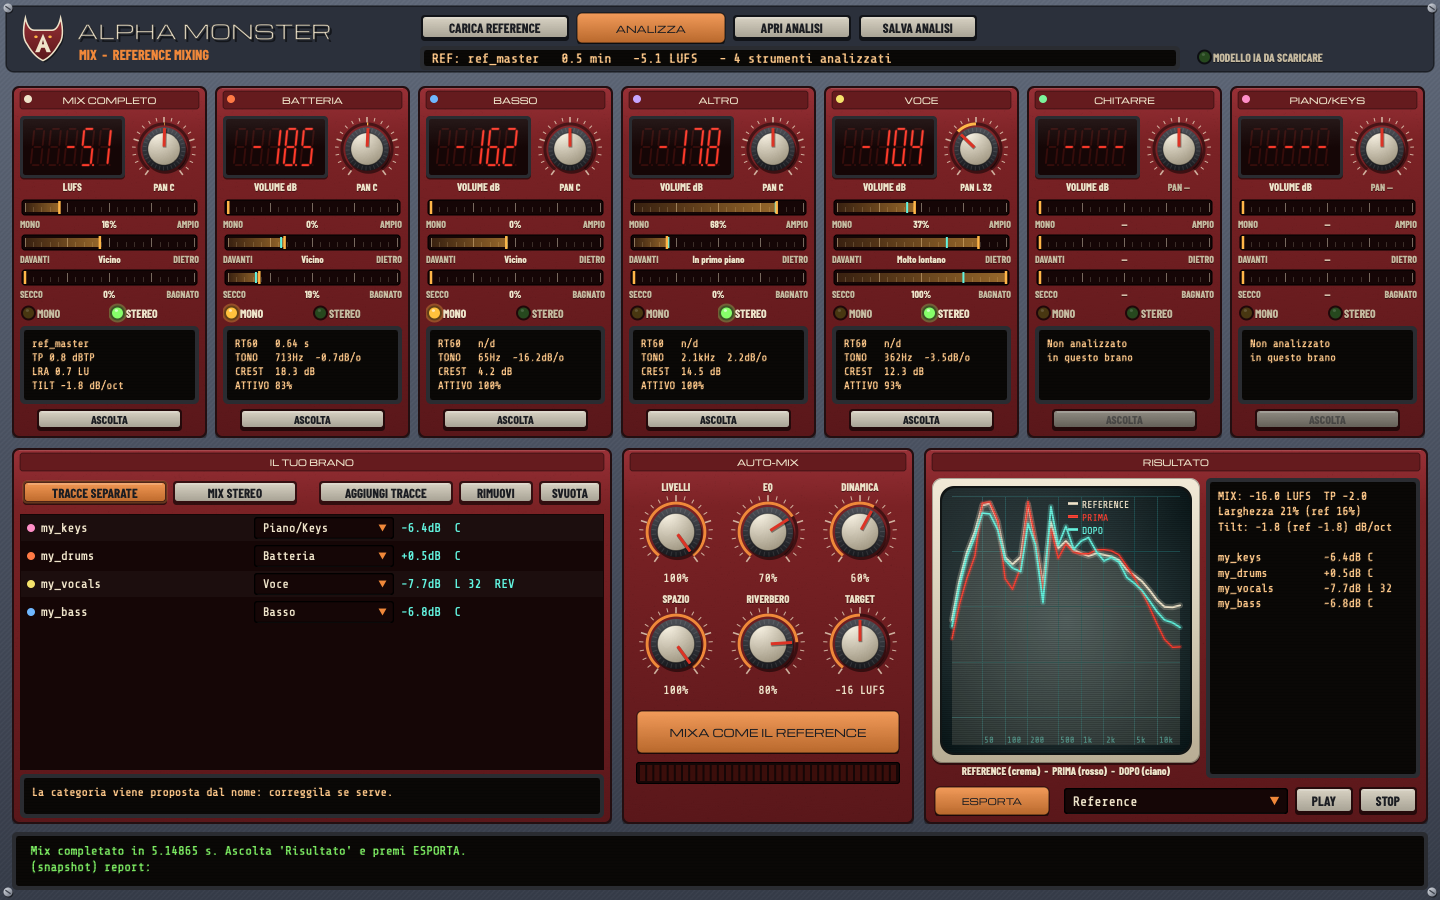 ALPHA MONSTER
MIX - REFERENCE MIXING
CARICA REFERENCE ANALIZZA APRI ANALISI SALVA ANALISI
REF: ref_master 0.5 min -5.1 LUFS - 4 strumenti analizzati
MODELLO IA DA SCARICARE
MIX COMPLETO
-5.1
LUFS PAN C
MONO 16% AMPIO
DAVANTI Vicino DIETRO
SECCO 0% BAGNATO
MONO STEREO
ref_master
TP 0.8 dBTP
LRA 0.7 LU
TILT -1.8 dB/oct
ASCOLTA
BATTERIA
-18.5
VOLUME dB PAN C
MONO 0% AMPIO
DAVANTI Vicino DIETRO
SECCO 19% BAGNATO
MONO STEREO
RT60 0.64 s
TONO 713Hz -0.7dB/o
CREST 18.3 dB
ATTIVO 83%
ASCOLTA
BASSO
-16.2
VOLUME dB PAN C
MONO 0% AMPIO
DAVANTI Vicino DIETRO
SECCO 0% BAGNATO
MONO STEREO
RT60 n/d
TONO 65Hz -16.2dB/o
CREST 4.2 dB
ATTIVO 100%
ASCOLTA
ALTRO
-17.8
VOLUME dB PAN C
MONO 68% AMPIO
DAVANTI In primo piano DIETRO
SECCO 0% BAGNATO
MONO STEREO
RT60 n/d
TONO 2.1kHz 2.2dB/o
CREST 14.5 dB
ATTIVO 100%
ASCOLTA
VOCE
-10.4
VOLUME dB PAN L 32
MONO 37% AMPIO
DAVANTI Molto lontano DIETRO
SECCO 100% BAGNATO
MONO STEREO
RT60 n/d
TONO 362Hz -3.5dB/o
CREST 12.3 dB
ATTIVO 93%
ASCOLTA
CHITARRE
----
VOLUME dB PAN --
MONO -- AMPIO
DAVANTI -- DIETRO
SECCO -- BAGNATO
MONO STEREO
Non analizzato
in questo brano
ASCOLTA
PIANO/KEYS
----
VOLUME dB PAN --
MONO -- AMPIO
DAVANTI -- DIETRO
SECCO -- BAGNATO
MONO STEREO
Non analizzato
in questo brano
ASCOLTA
IL TUO BRANO
TRACCE SEPARATE MIX STEREO AGGIUNGI TRACCE RIMUOVI SVUOTA
my_keys Piano/Keys -6.4dB C
my_drums Batteria +0.5dB C
my_vocals Voce -7.7dB L 32 REV
my_bass Basso -6.8dB C
La categoria viene proposta dal nome: correggila se serve.
AUTO-MIX
LIVELLI EQ DINAMICA
100% 70% 60%
SPAZIO RIVERBERO TARGET
100% 80% -16 LUFS
MIXA COME IL REFERENCE
RISULTATO
REFERENCE
PRIMA
DOPO
50 100 200 500 1k 2k 5k 10k
REFERENCE (crema) - PRIMA (rosso) - DOPO (ciano)
MIX: -16.0 LUFS TP -2.0
Larghezza 21% (ref 16%)
Tilt: -1.8 (ref -1.8) dB/oct
my_keys -6.4dB C
my_drums +0.5dB C
my_vocals -7.7dB L 32
my_bass -6.8dB C
ESPORTA Reference PLAY STOP
Mix completato in 5.14865 s. Ascolta 'Risultato' e premi ESPORTA.
(snapshot) report: